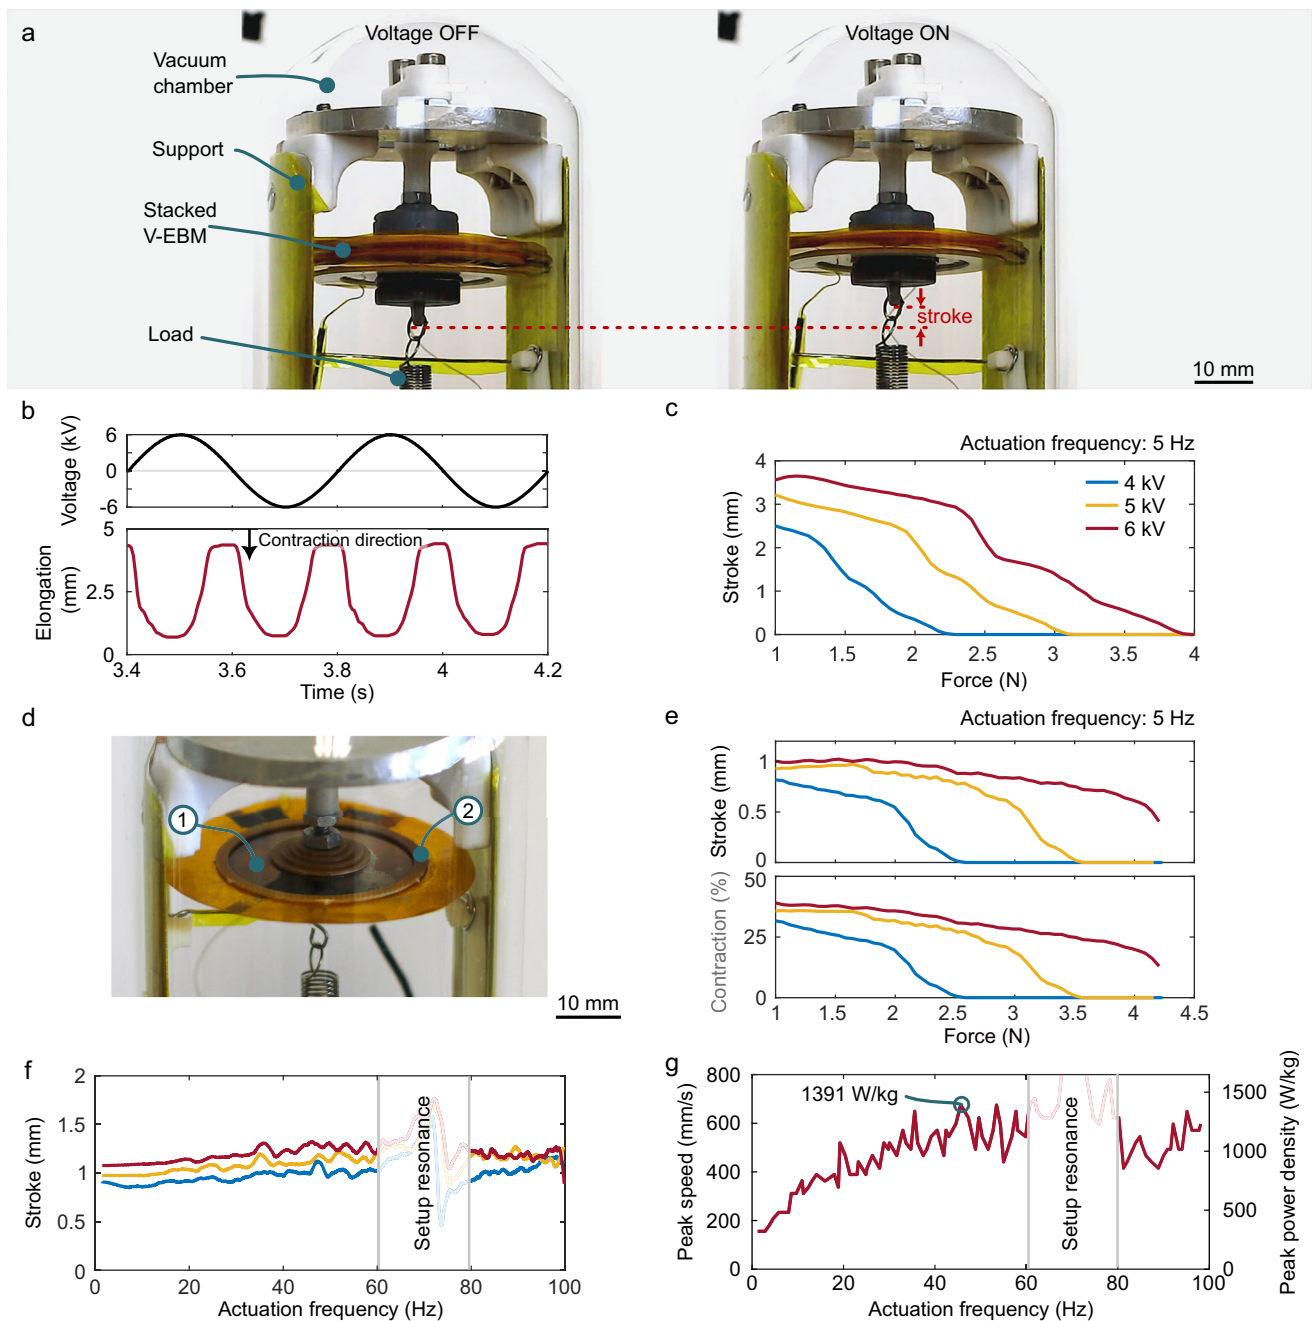 a
Voltage OFF
Voltage ON
Vacuum
chamber
Support
Stacked
V-EBM
Load
stroke
10 mm
b
Voltage (kV)
6
0
-6
Elongation
(mm)
5
2.5
0
Contraction direction
3.4
3.6
3.8
4
4.2
Time (s)
c
Actuation frequency: 5 Hz
Stroke (mm)
4
3
2
1
0
4 kV
5 kV
6 kV
1
1.5
2
2.5
3
3.5
4
Force (N)
d
1
2
10 mm
e
Actuation frequency: 5 Hz
Stroke (mm)
1
0.5
0
Contraction (%)
50
25
0
1
1.5
2
2.5
3
3.5
4
4.5
Force (N)
f
Stroke (mm)
2
1.5
1
0.5
0
Setup resonance
0
20
40
60
80
100
Actuation frequency (Hz)
g
Peak speed (mm/s)
800
600
400
200
0
1391 W/kg
Setup resonance
Peak power density (W/kg)
1500
1000
500
0
0
20
40
60
80
100
Actuation frequency (Hz)